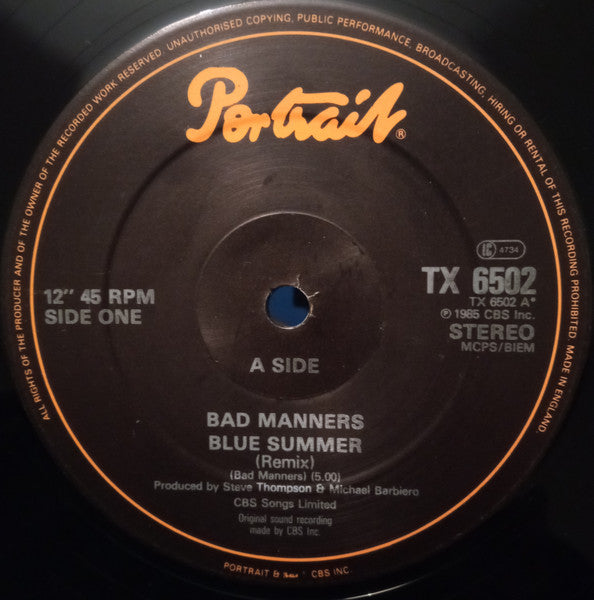 ALL RIGHTS OF THE PRODUCER AND OF THE OWNER OF THE RECORDED WORK RESERVED. UNAUTHORISED COPYING, PUBLIC PERFORMANCE, BROADCASTING, HIRING OR RENTAL OF THIS RECORDING PROHIBITED. MADE IN ENGLAND.
Portrait®
LC 4734
12" 45 RPM
SIDE ONE
TX 6502
TX 6502 A*
℗ 1985 CBS Inc.
STEREO
MCPS/BIEM
A SIDE
BAD MANNERS
BLUE SUMMER
(Remix)
(Bad Manners) (5.00)
Produced by Steve Thompson & Michael Barbiero
CBS Songs Limited
Original sound recording
made by CBS Inc.
PORTRAIT & CBS INC.